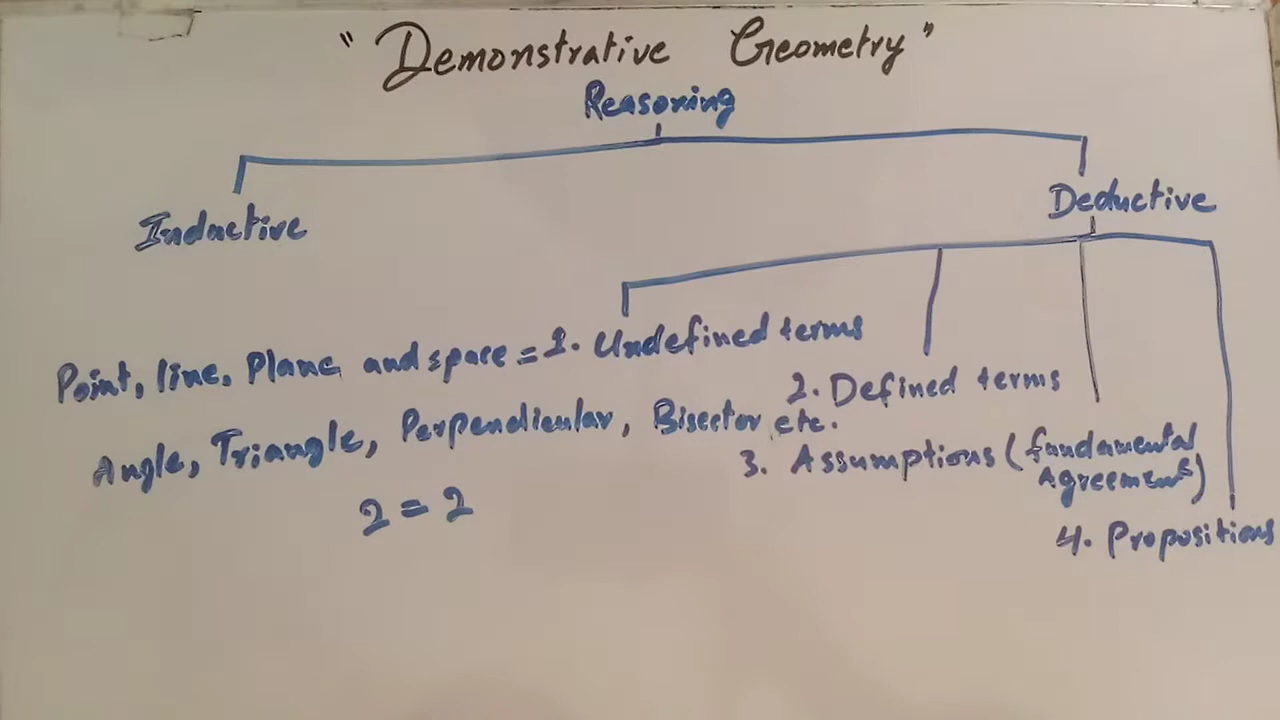 "Demonstrative Geometry"
Reasoning
Inductive
Deductive
Point, line, Plane and space = 1. Undefined terms
2. Defined terms
Angle, Triangle, Perpendicular, Bisector etc.
3. Assumptions (fundamental
Agreements)
2 = 2
4. Propositions